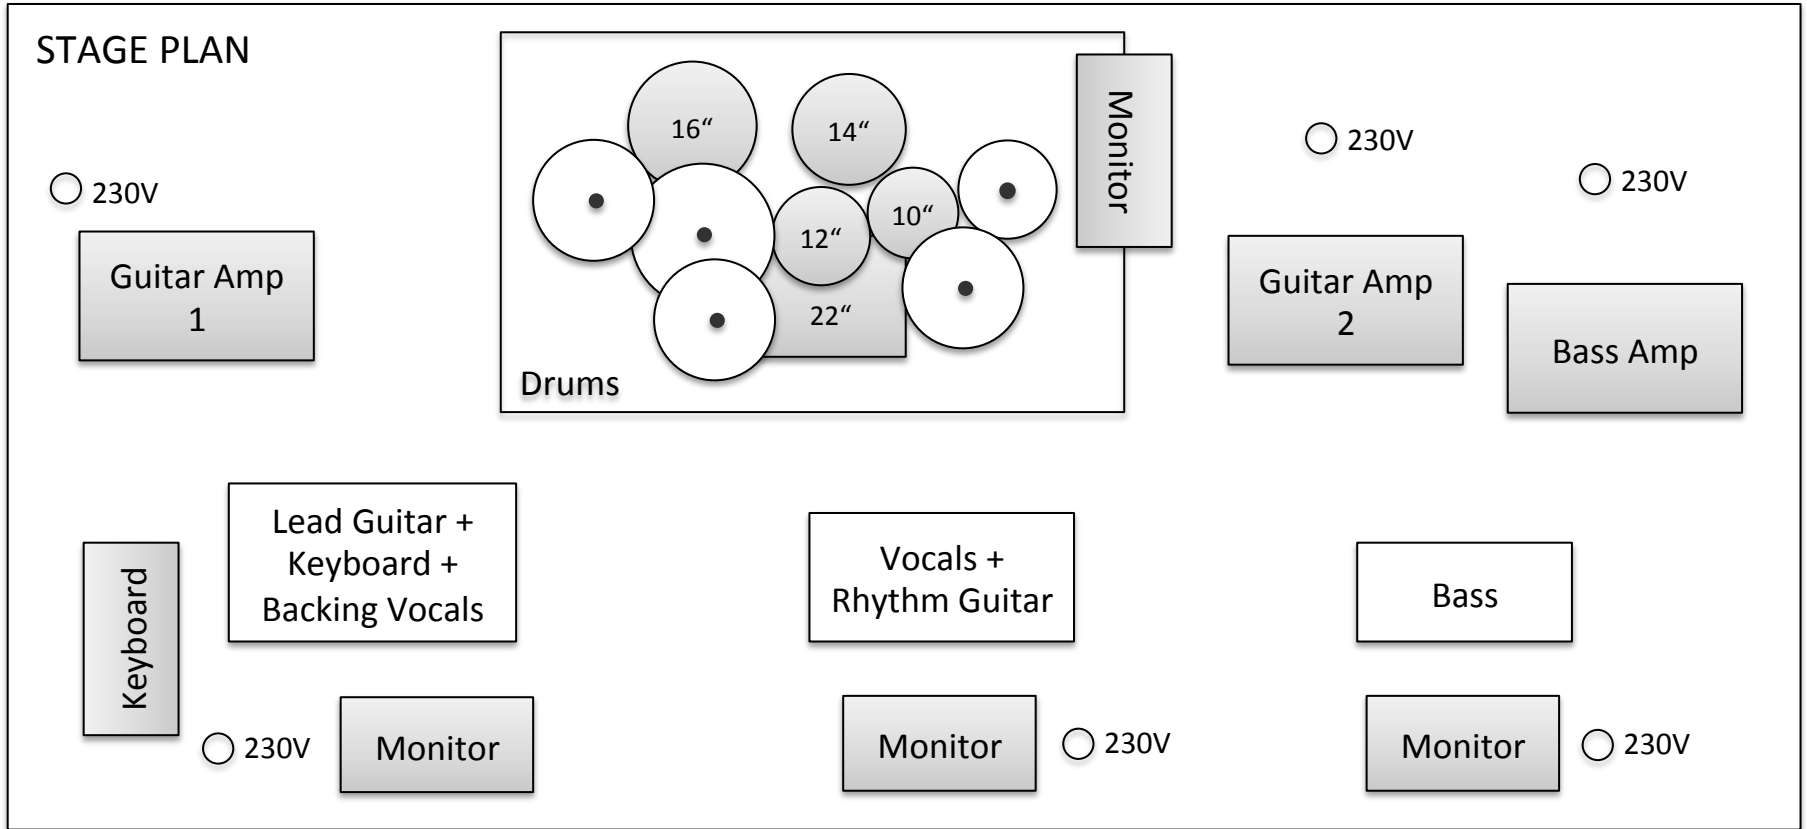 STAGE PLAN
16“
14“
12“
10“
22“
Drums
Monitor
230V
230V
230V
Guitar Amp
1
Guitar Amp
2
Bass Amp
Lead Guitar +
Keyboard +
Backing Vocals
Vocals +
Rhythm Guitar
Bass
Keyboard
230V
Monitor
Monitor
230V
Monitor
230V